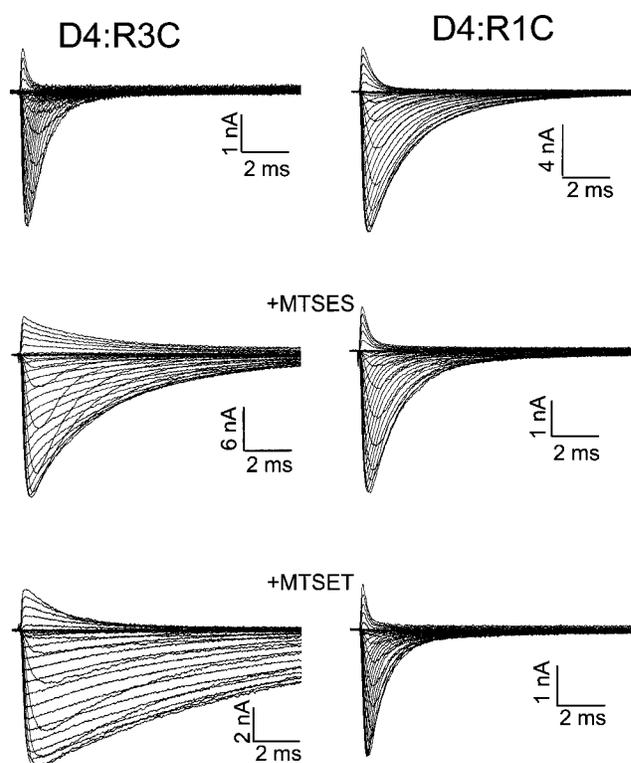 D4:R3C
D4:R1C
1 nA
2 ms
4 nA
2 ms
+MTSES
6 nA
2 ms
1 nA
2 ms
+MTSET
2 nA
2 ms
1 nA
2 ms